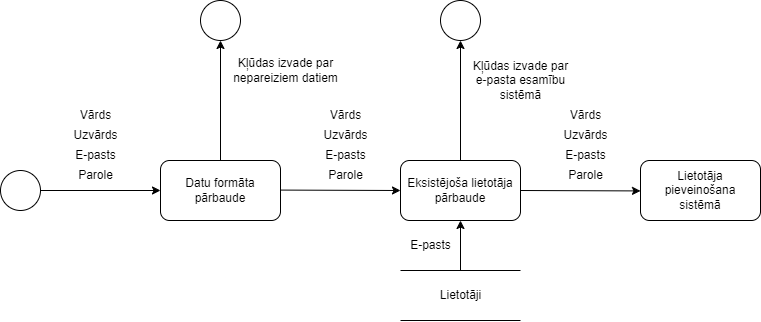 Kļūdas izvade par
nepareiziem datiem
Kļūdas izvade par
e-pasta esamību
sistēmā
Vārds
Uzvārds
E-pasts
Parole
Vārds
Uzvārds
E-pasts
Parole
Vārds
Uzvārds
E-pasts
Parole
Datu formāta
pārbaude
Eksistējoša lietotāja
pārbaude
Lietotāja
pieveinošana
sistēmā
E-pasts
Lietotāji